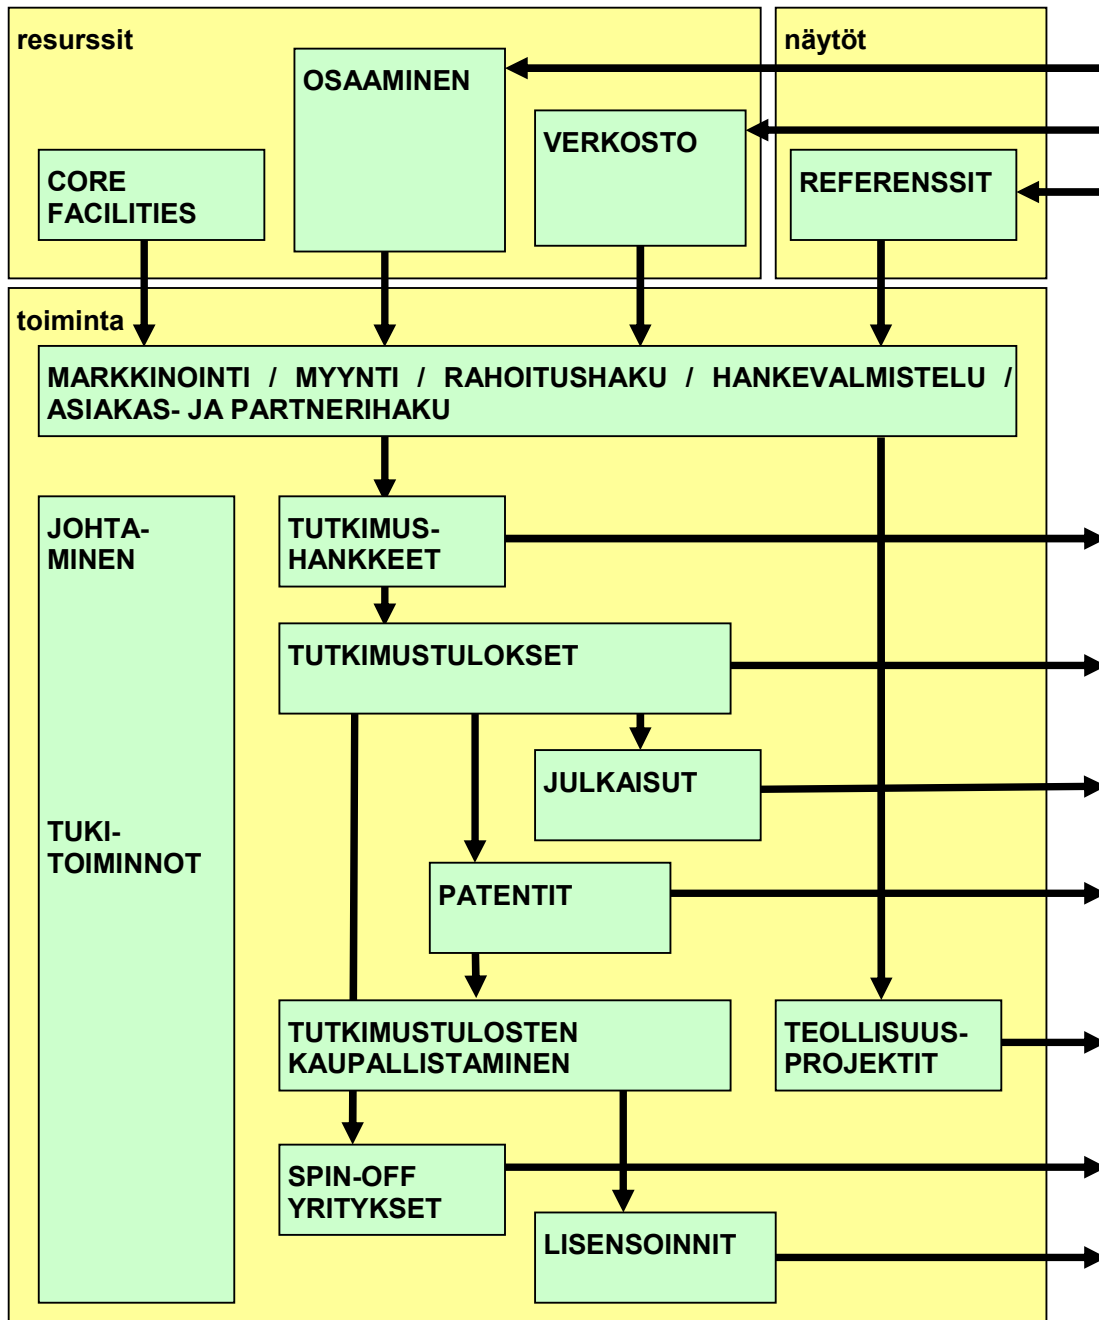 resurssit
näytöt
OSAAMINEN
VERKOSTO
CORE
FACILITIES
REFERENSSIT
toiminta
MARKKINOINTI / MYYNTI / RAHOITUSHAKU / HANKEVALMISTELU /
ASIAKAS- JA PARTNERIHAKU
JOHTA-
MINEN
TUKI-
TOIMINNOT
TUTKIMUS-
HANKKEET
TUTKIMUSTULOKSET
JULKAISUT
PATENTIT
TUTKIMUSTULOSTEN
KAUPALLISTAMINEN
TEOLLISUUS-
PROJEKTIT
SPIN-OFF
YRITYKSET
LISENSOINNIT